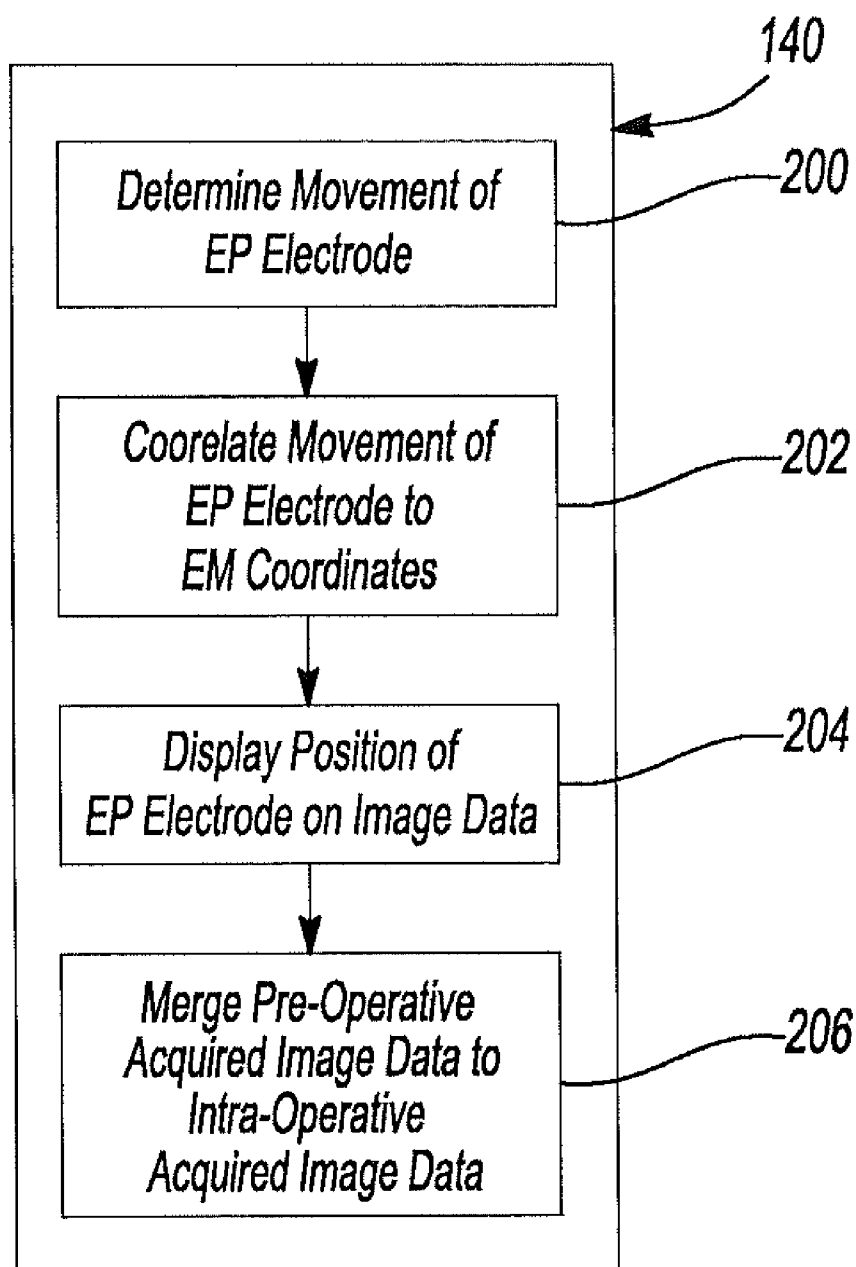 140
Determine Movement of
EP Electrode
200
Coorelate Movement of
EP Electrode to
EM Coordinates
202
Display Position of
EP Electrode on Image Data
204
Merge Pre-Operative
Acquired Image Data to
Intra-Operative
Acquired Image Data
206